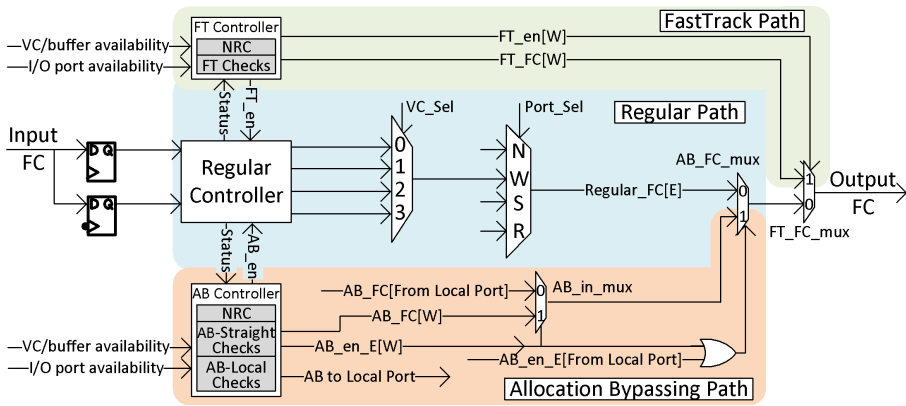 FT Controller
NRC
FT Checks
FastTrack Path
FT_en[W]
FT_FC[W]
VC/buffer availability
I/O port availability
Status
FT_en
VC_Sel
Port_Sel
Regular Path
Input
FC
D Q
D Q
Regular
Controller
0
1
2
3
N
W
S
R
Regular_FC[E]
AB_FC_mux
0
1
1
0
FT_FC_mux
Output
FC
Status
AB_en
AB Controller
NRC
AB-Straight
Checks
AB-Local
Checks
VC/buffer availability
I/O port availability
AB_FC[From Local Port]
AB_FC[W]
0
1
AB_in_mux
AB_en_E[W]
AB_en_E[From Local Port]
AB to Local Port
Allocation Bypassing Path